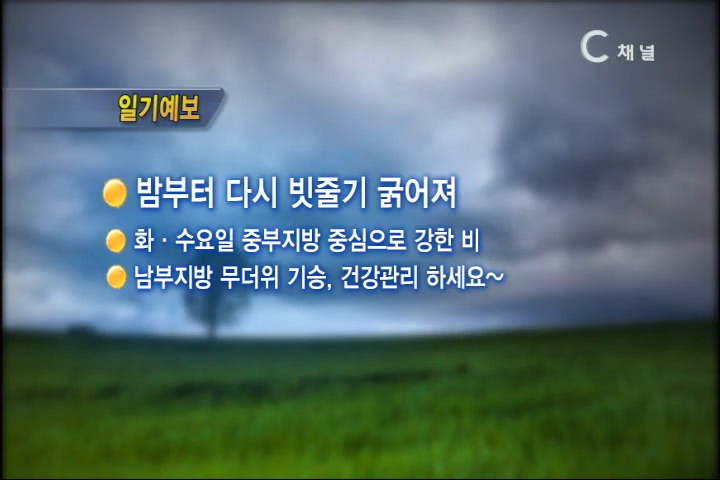 C 채널
일기예보
밤부터 다시 빗줄기 굵어져
화·수요일 중부지방 중심으로 강한 비
남부지방 무더위 기승, 건강관리 하세요~